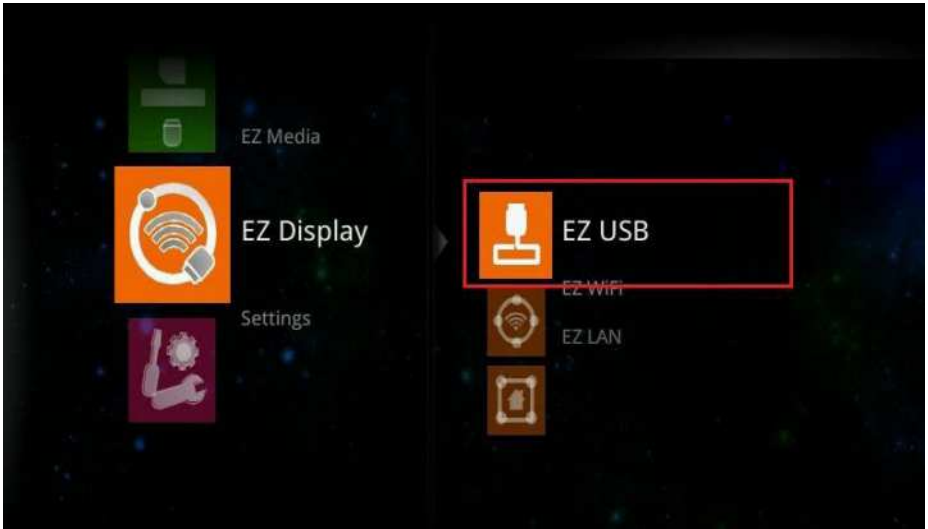 EZ Media
EZ Display
Settings
EZ USB
EZ WiFi
EZ LAN